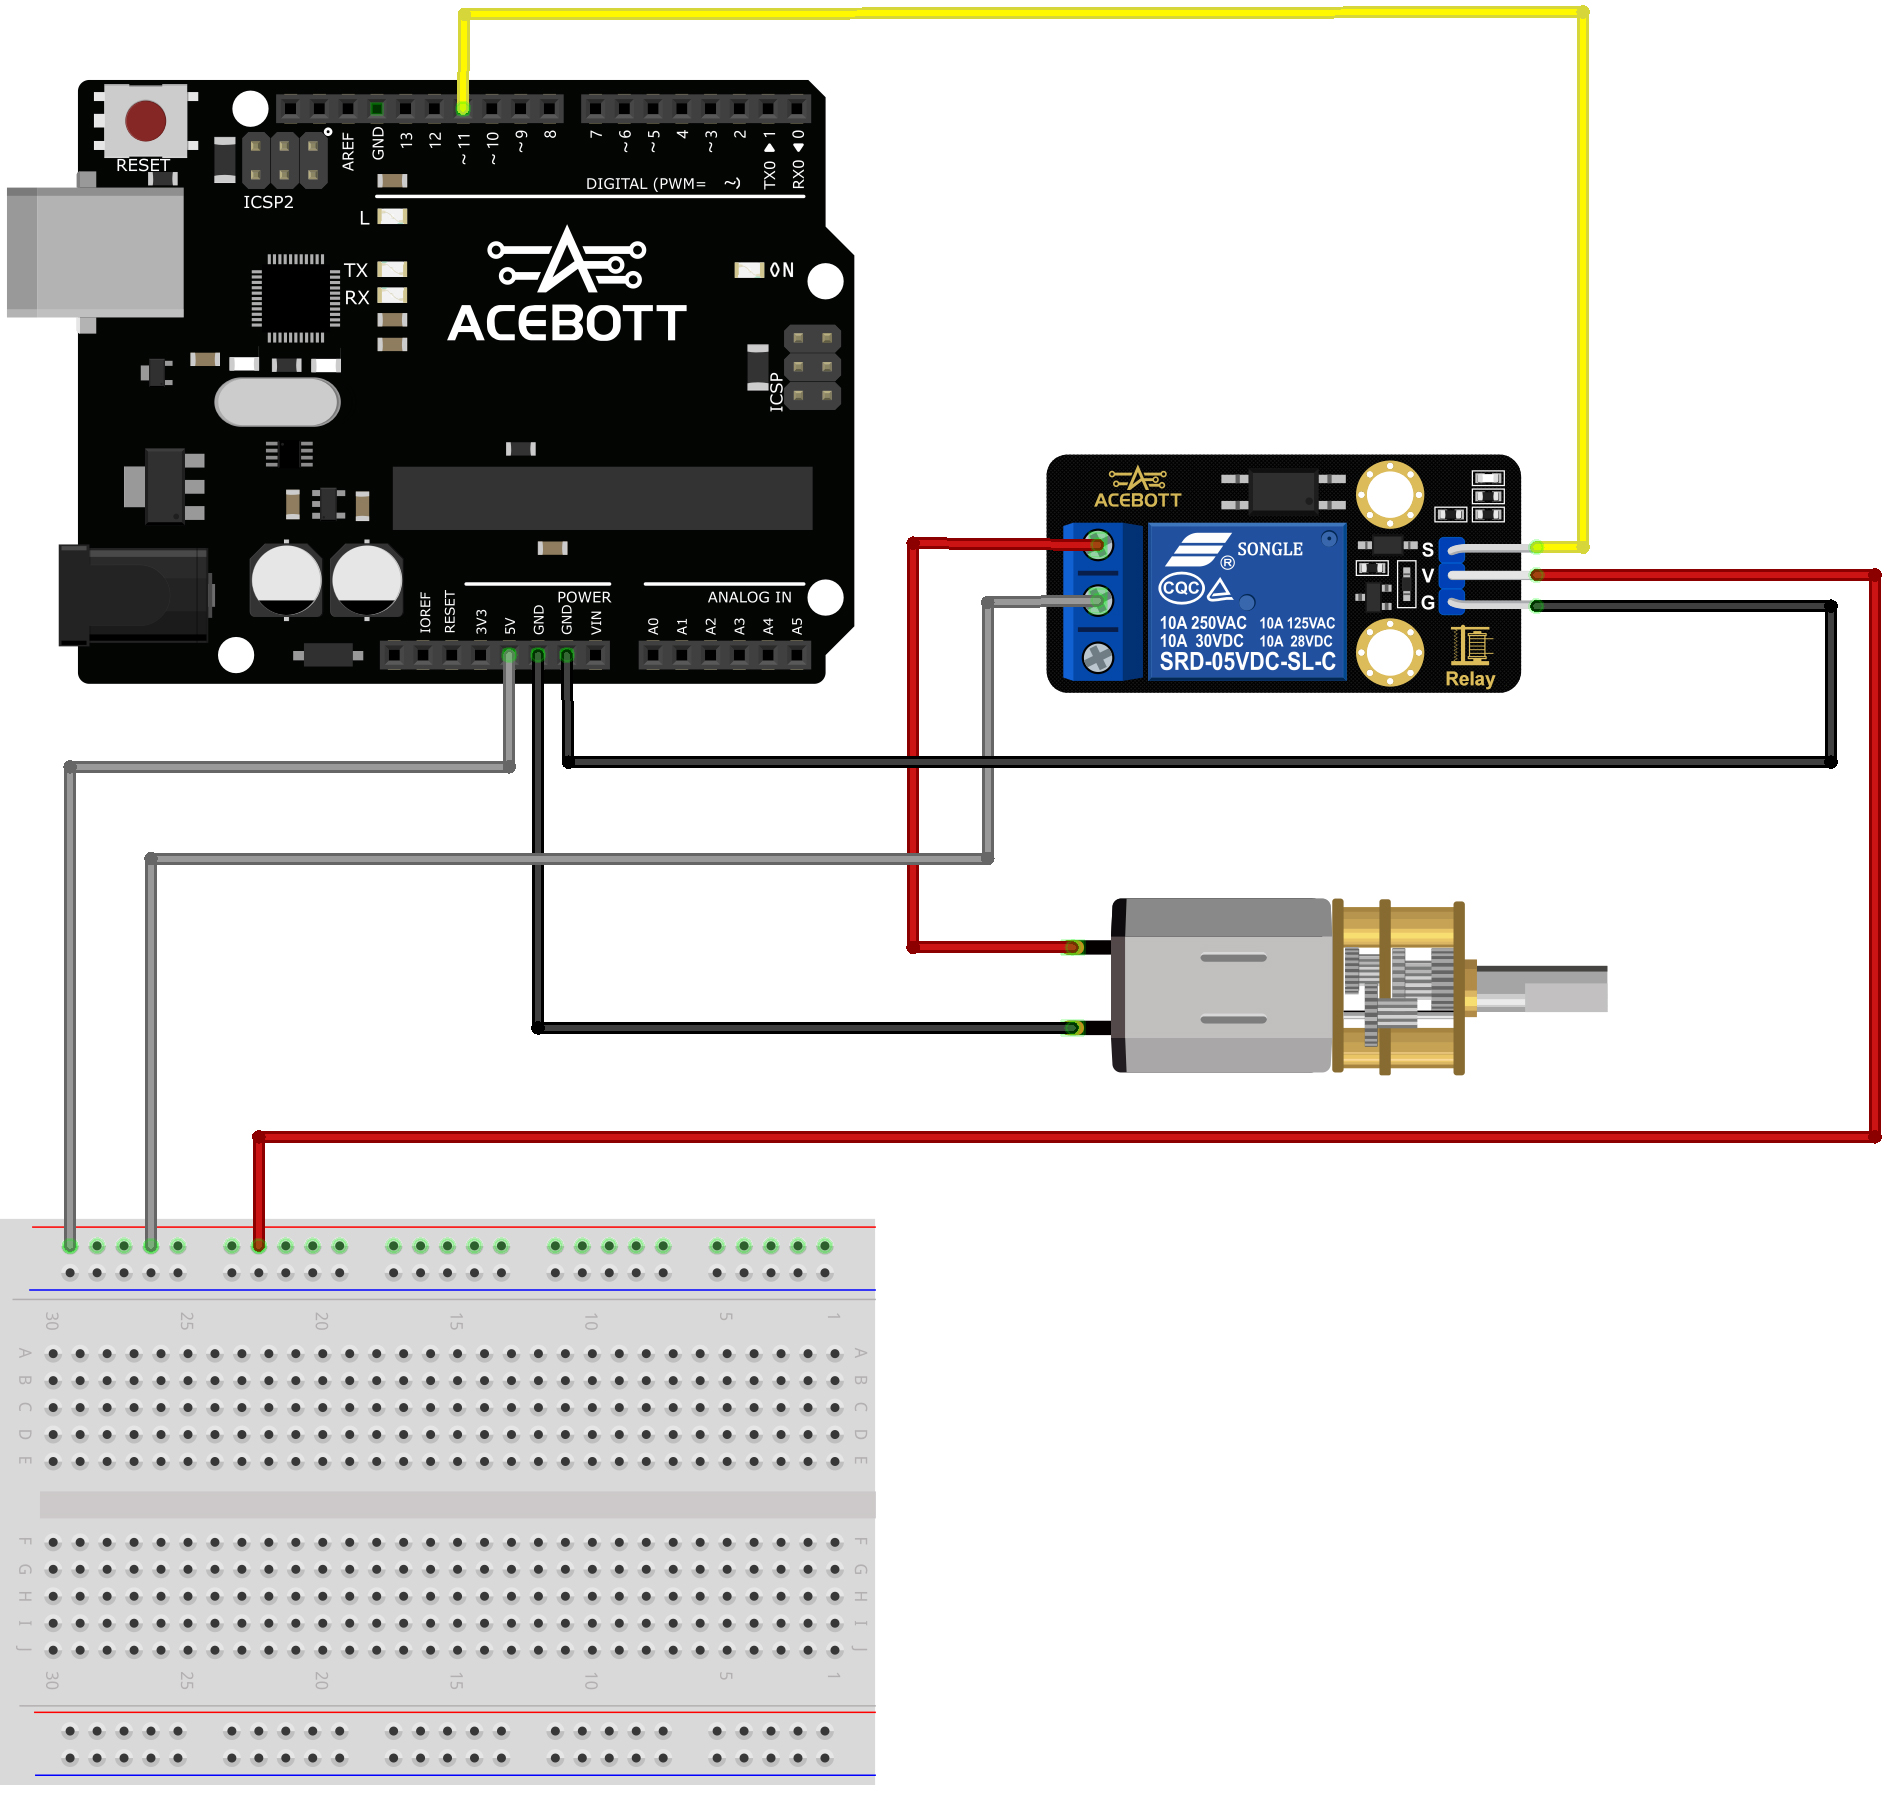 RESET
ICSP2
AREF
GND
13
12
~11
~10
~9
8
7
~6
~5
4
~3
2
TX0 ▶ 1
RX0 ◀ 0
DIGITAL (PWM= ~)
L
TX
RX
ON
ACEBOTT
ICSP
POWER
ANALOG IN
IOREF
RESET
3V3
5V
GND
GND
VIN
A0
A1
A2
A3
A4
A5
ACEBOTT
SONGLE
®
CQC
10A 250VAC 10A 125VAC
10A 30VDC 10A 28VDC
SRD-05VDC-SL-C
S
V
G
Relay
30 25 20 15 10 5 1
A A
B B
C C
D D
E E
F F
G G
H H
I I
J J
30 25 20 15 10 5 1